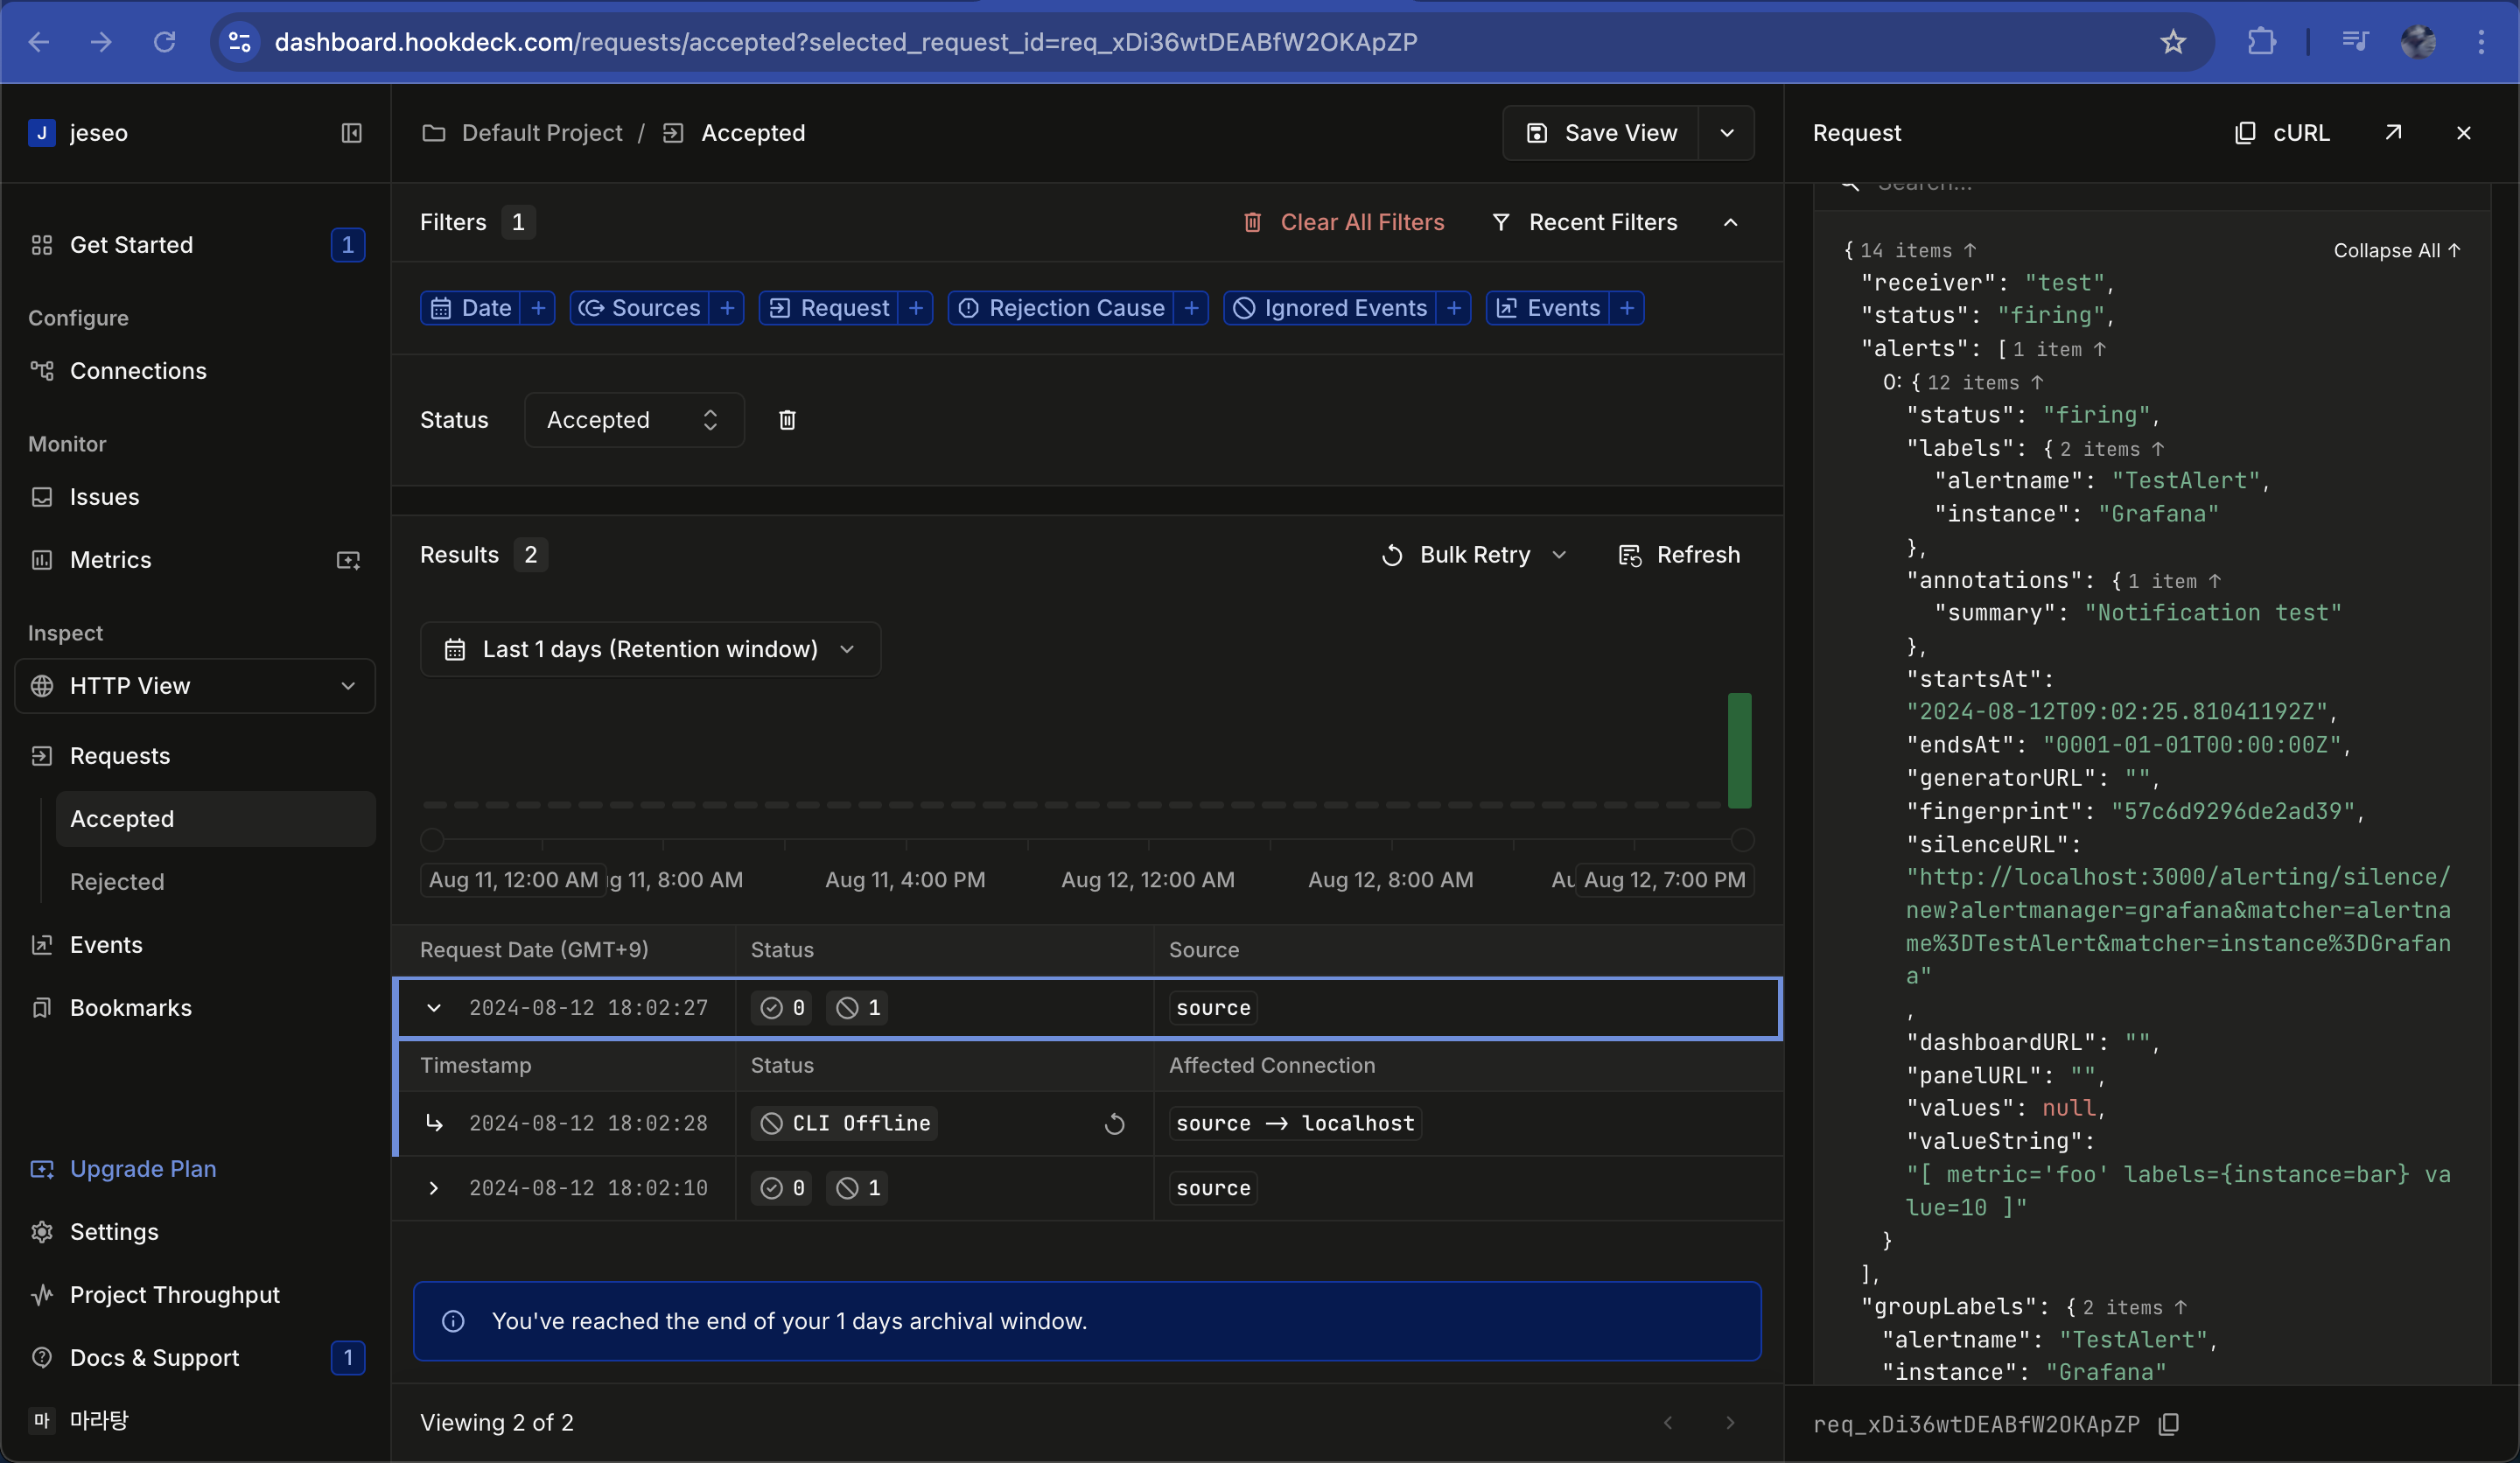 dashboard.hookdeck.com/requests/accepted?selected_request_id=req_xDi36wtDEABfW2OKApZP
J jeseo
Get Started 1
Configure
Connections
Monitor
Issues
Metrics
Inspect
HTTP View
Requests
Accepted
Rejected
Events
Bookmarks
Upgrade Plan
Settings
Project Throughput
Docs & Support 1
마 마라탕
Default Project / Accepted
Save View
Filters 1
Clear All Filters
Recent Filters
Date + Sources + Request + Rejection Cause + Ignored Events + Events +
Status Accepted
Results 2
Bulk Retry
Refresh
Last 1 days (Retention window)
Aug 11, 12:00 AM g 11, 8:00 AM Aug 11, 4:00 PM Aug 12, 12:00 AM Aug 12, 8:00 AM Au Aug 12, 7:00 PM
Request Date (GMT+9) Status Source
2024-08-12 18:02:27 0 1 source
Timestamp Status Affected Connection
2024-08-12 18:02:28 CLI Offline source → localhost
2024-08-12 18:02:10 0 1 source
You've reached the end of your 1 days archival window.
Viewing 2 of 2
Request
cURL
Search...
{ 14 items ↑
Collapse All ↑
"receiver": "test",
"status": "firing",
"alerts": [ 1 item ↑
0: { 12 items ↑
"status": "firing",
"labels": { 2 items ↑
"alertname": "TestAlert",
"instance": "Grafana"
},
"annotations": { 1 item ↑
"summary": "Notification test"
},
"startsAt":
"2024-08-12T09:02:25.81041192Z",
"endsAt": "0001-01-01T00:00:00Z",
"generatorURL": "",
"fingerprint": "57c6d9296de2ad39",
"silenceURL":
"http://localhost:3000/alerting/silence/
new?alertmanager=grafana&matcher=alertna
me%3DTestAlert&matcher=instance%3DGrafan
a"
,
"dashboardURL": "",
"panelURL": "",
"values": null,
"valueString":
"[ metric='foo' labels={instance=bar} va
lue=10 ]"
}
],
"groupLabels": { 2 items ↑
"alertname": "TestAlert",
"instance": "Grafana"
req_xDi36wtDEABfW2OKApZP